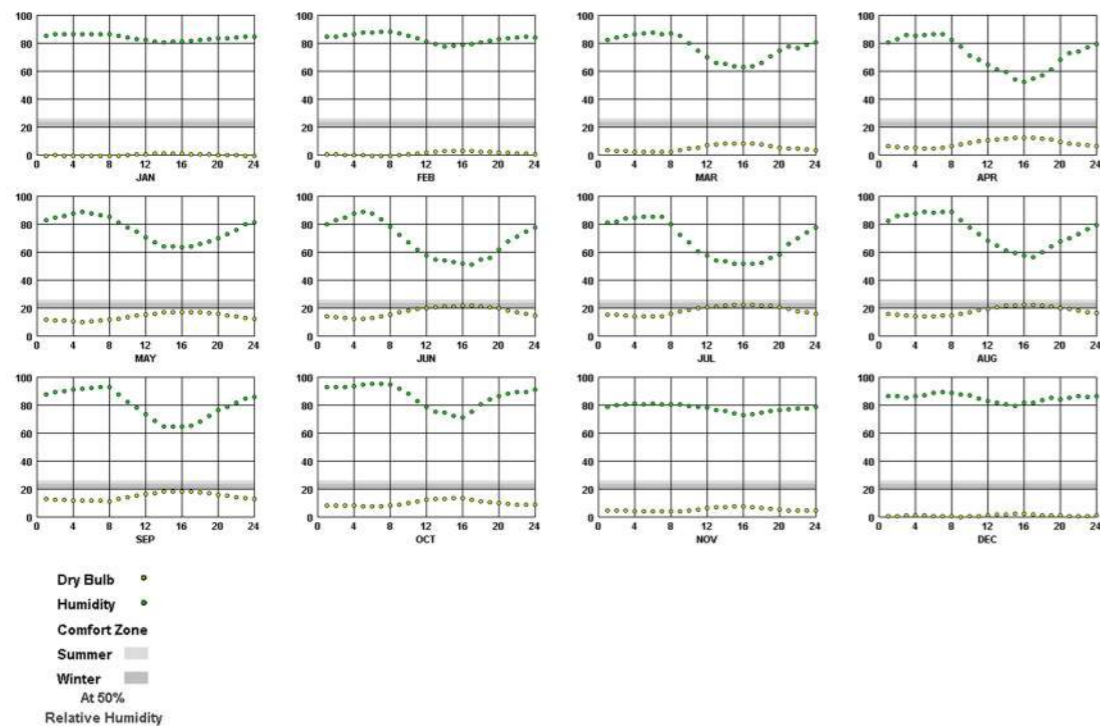 100
80
60
40
20
0
0 4 8 12 16 20 24
JAN
100
80
60
40
20
0
0 4 8 12 16 20 24
FEB
100
80
60
40
20
0
0 4 8 12 16 20 24
MAR
100
80
60
40
20
0
0 4 8 12 16 20 24
APR
100
80
60
40
20
0
0 4 8 12 16 20 24
MAY
100
80
60
40
20
0
0 4 8 12 16 20 24
JUN
100
80
60
40
20
0
0 4 8 12 16 20 24
JUL
100
80
60
40
20
0
0 4 8 12 16 20 24
AUG
100
80
60
40
20
0
0 4 8 12 16 20 24
SEP
100
80
60
40
20
0
0 4 8 12 16 20 24
OCT
100
80
60
40
20
0
0 4 8 12 16 20 24
NOV
100
80
60
40
20
0
0 4 8 12 16 20 24
DEC
Dry Bulb
Humidity
Comfort Zone
Summer
Winter
At 50%
Relative Humidity